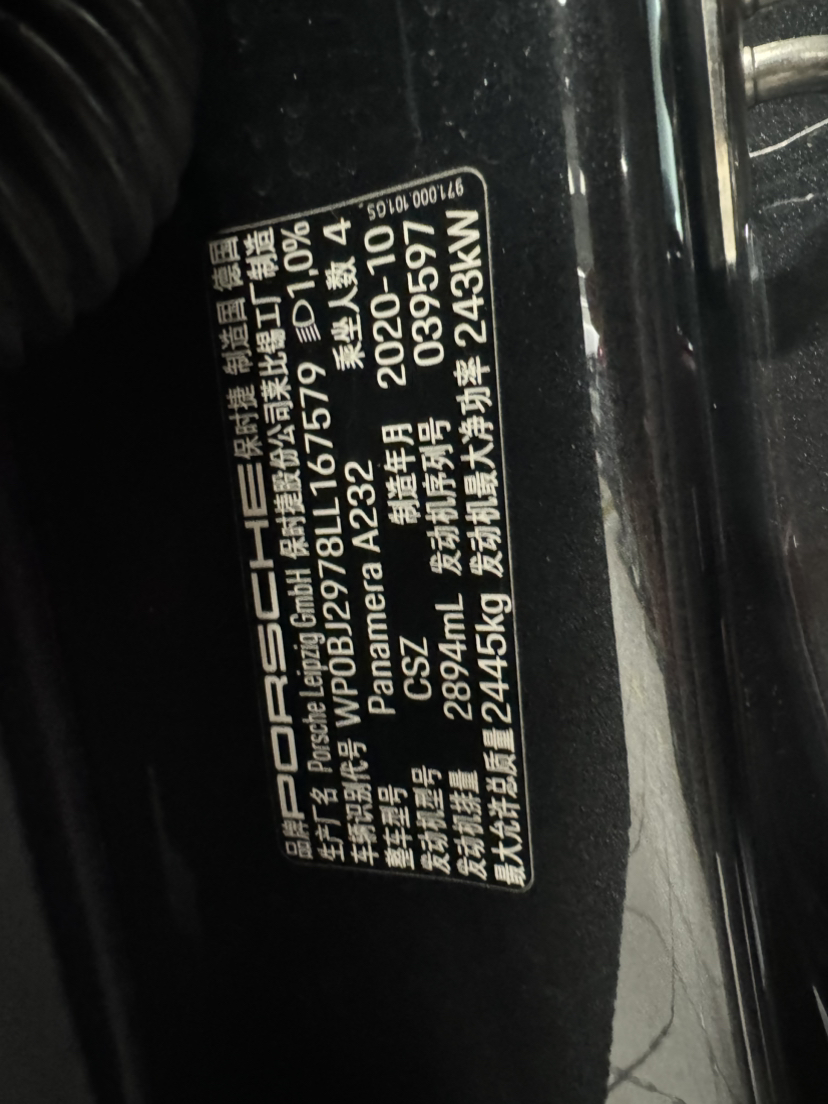 品牌 PORSCHE 保时捷 制造国 德国
生产厂名 Porsche Leipzig GmbH 保时捷股份公司莱比锡工厂制造
车辆识别代号 WP0BJ2978LL167579 1,0%
整车型号 Panamera A232 乘坐人数 4
发动机型号 CSZ 制造年月 2020-10
发动机排量 2894mL 发动机序列号 039597
最大允许总质量 2445kg 发动机最大净功率 243kW
971.000.101.GS